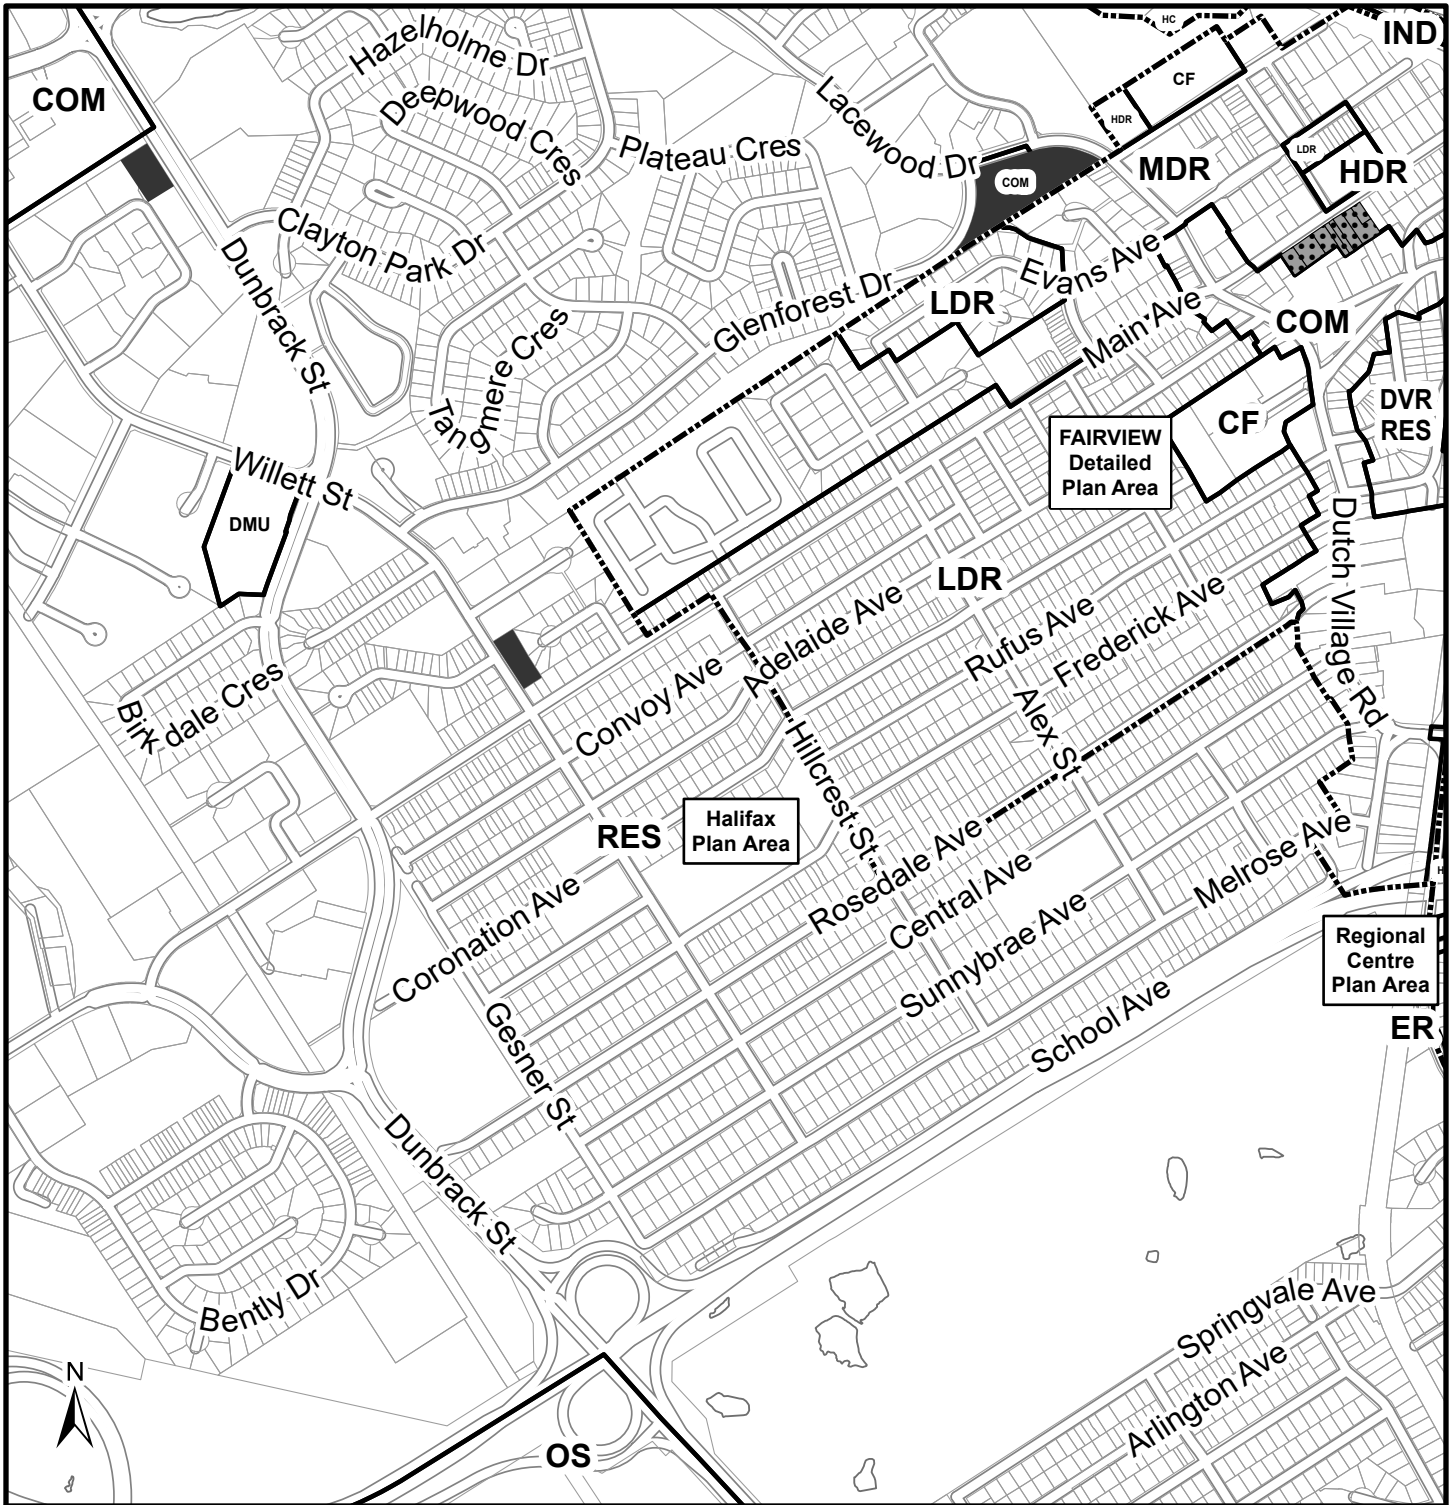 HC
IND
CF
COM
HDR
Hazelholme Dr
Deepwood Cres
Lacewood Dr
Plateau Cres
LDR
MDR
HDR
COM
Clayton Park Dr
Dunbrack St
Evans Ave
Glenforest Dr
LDR
Main Ave
COM
Tangmere Cres
DVR
RES
CF
FAIRVIEW
Detailed
Plan Area
Willett St
DMU
Dutch Village Rd
LDR
Adelaide Ave
Rufus Ave
Frederick Ave
Birkdale Cres
Convoy Ave
Alex St
Hillcrest St
RES
Halifax
Plan Area
Rosedale Ave
Melrose Ave
Central Ave
Coronation Ave
Sunnybrae Ave
Regional
Centre
Plan Area
School Ave
ER
Gesner St
Dunbrack St
Bently Dr
Springvale Ave
Arlington Ave
N
OS